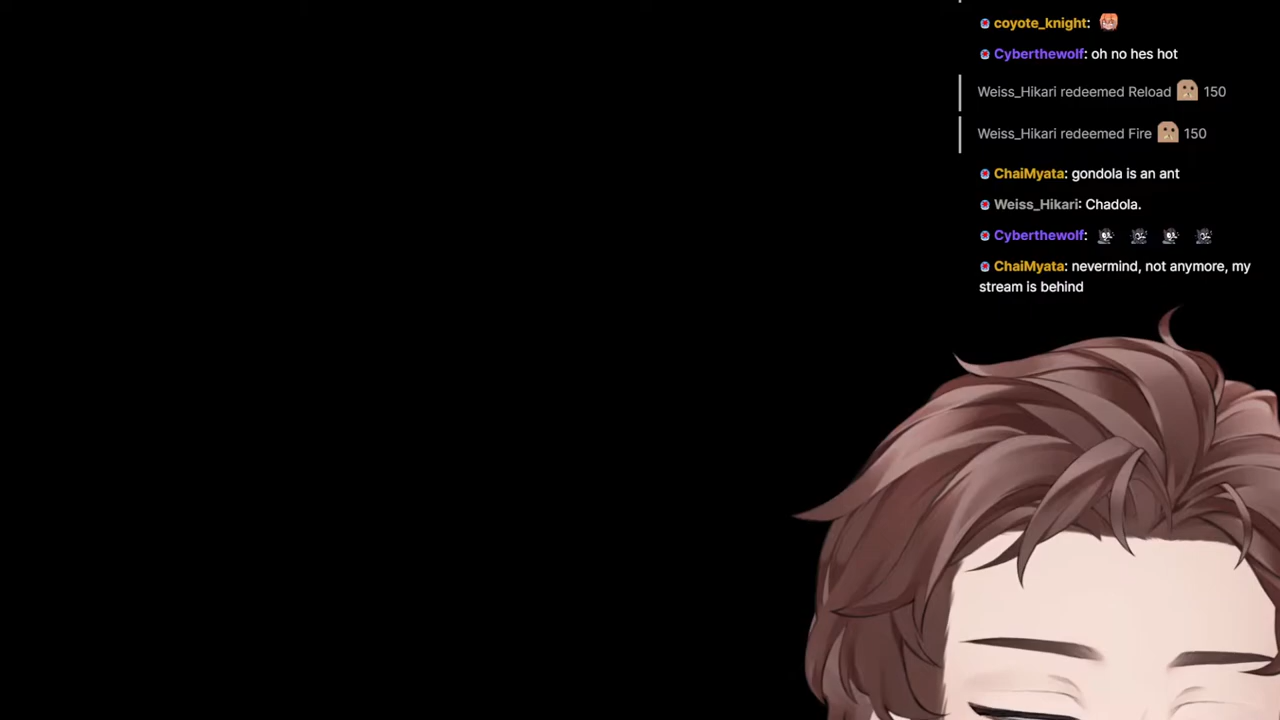 coyote_knight:
Cyberthewolf: oh no hes hot
Weiss_Hikari redeemed Reload 150
Weiss_Hikari redeemed Fire 150
ChaiMyata: gondola is an ant
Weiss_Hikari: Chadola.
Cyberthewolf:
ChaiMyata: nevermind, not anymore, my
stream is behind